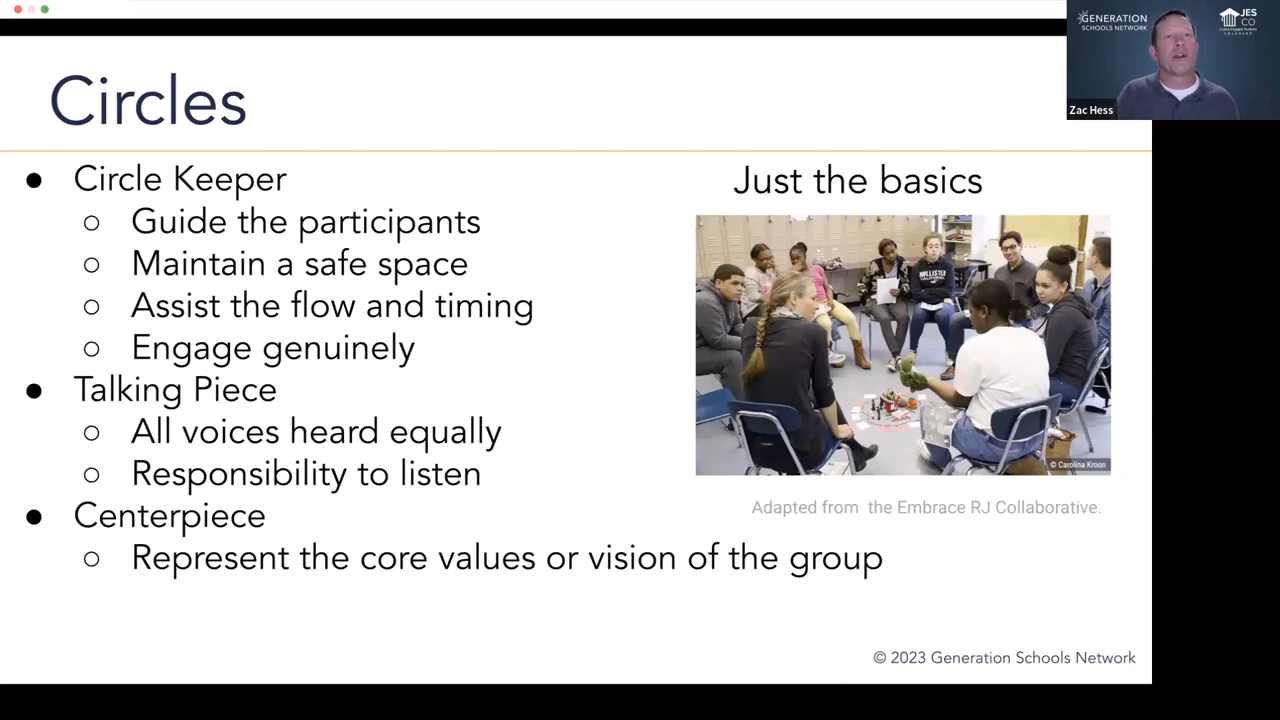 Circles
● Circle Keeper
○ Guide the participants
○ Maintain a safe space
○ Assist the flow and timing
○ Engage genuinely
● Talking Piece
○ All voices heard equally
○ Responsibility to listen
● Centerpiece
○ Represent the core values or vision of the group
Just the basics
HOLLISTER
CALIFORNIA
© Carolina Kroon
Adapted from the Embrace RJ Collaborative.
© 2023 Generation Schools Network
GENERATION
SCHOOLS NETWORK
JES
CO
COLORADO
Zac Hess